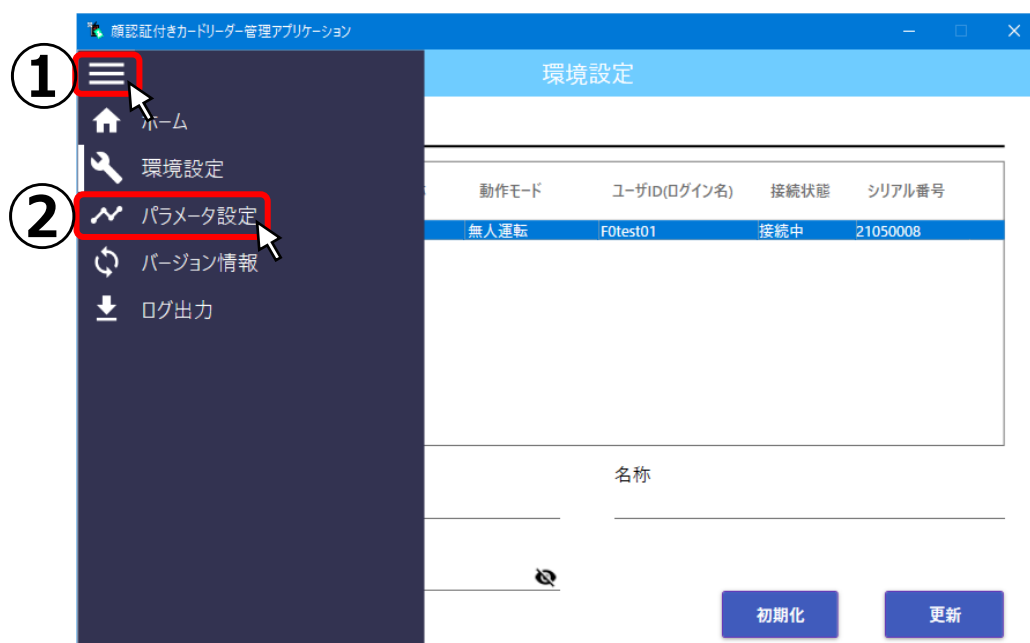 顔認証付きカードリーダー管理アプリケーション
①
環境設定
ホーム
環境設定
動作モード ユーザID(ログイン名) 接続状態 シリアル番号
② パラメータ設定
無人運転 F0test01 接続中 21050008
バージョン情報
ログ出力
名称
初期化 更新